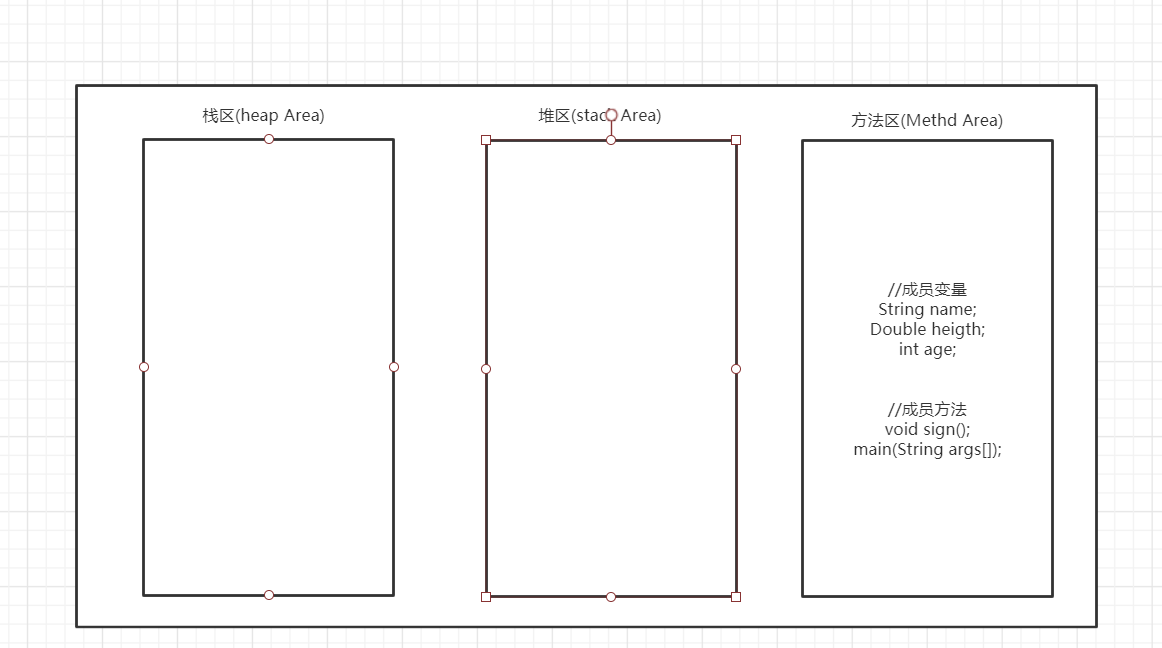 栈区(heap Area)
堆区(stac Area)
方法区(Methd Area)
//成员变量
String name;
Double heigth;
int age;
//成员方法
void sign();
main(String args[]);